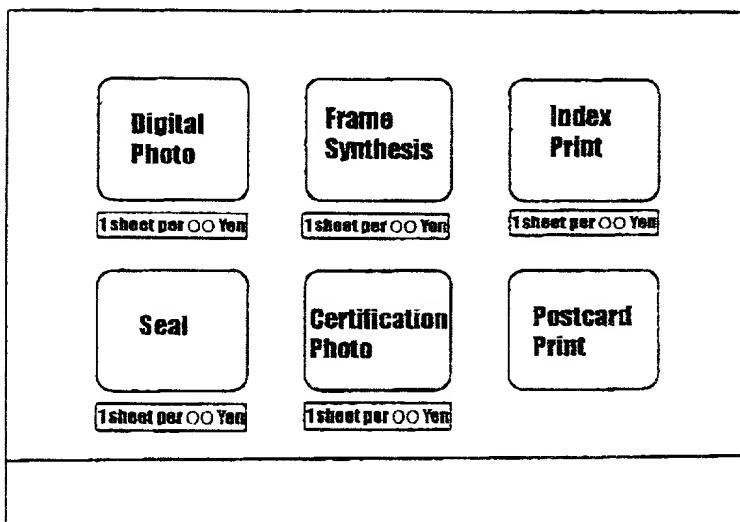 Digital
Photo
Frame
Synthesis
Index
Print
1 sheet per ○○ Yen
1 sheet per ○○ Yen
1 sheet per ○○ Yen
Seal
Certification
Photo
Postcard
Print
1 sheet per ○○ Yen
1 sheet per ○○ Yen